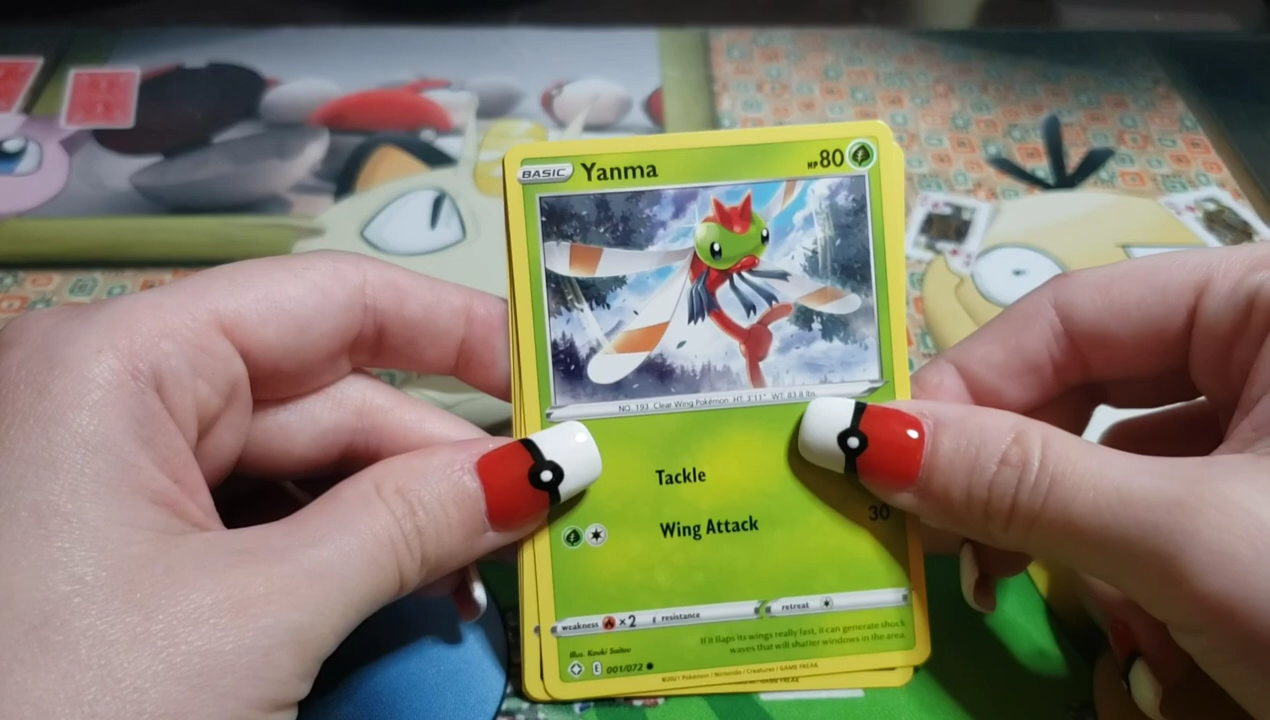 BASIC Yanma HP 80
NO. 193 Clear Wing Pokémon HT: 3'11" WT: 83.8 lbs.
Tackle
Wing Attack 30
weakness ×2 resistance retreat
If it flaps its wings really fast, it can generate shock
waves that will shatter windows in the area.
Illus. Kouki Saitou
E 001/072
©2021 Pokémon / Nintendo / Creatures / GAME FREAK
GAME FREAK